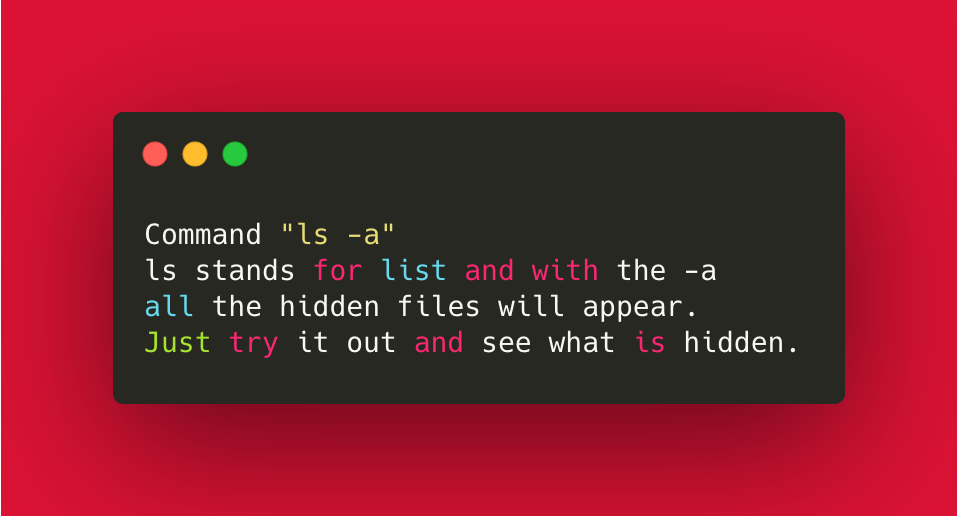 Command "ls -a"
ls stands for list and with the -a
all the hidden files will appear.
Just try it out and see what is hidden.